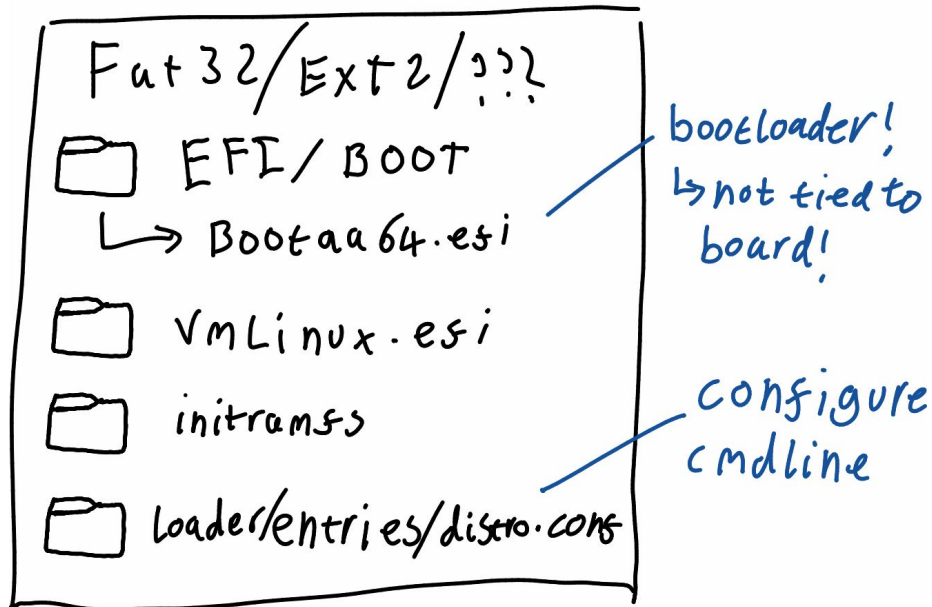 Fat32/Ext2/???
EFI/BOOT
↳ Bootaa64.efi
VmLinux.efi
initramfs
Loader/entries/distro.conf
bootloader!
↳ not tied to
board!
configure
cmdline